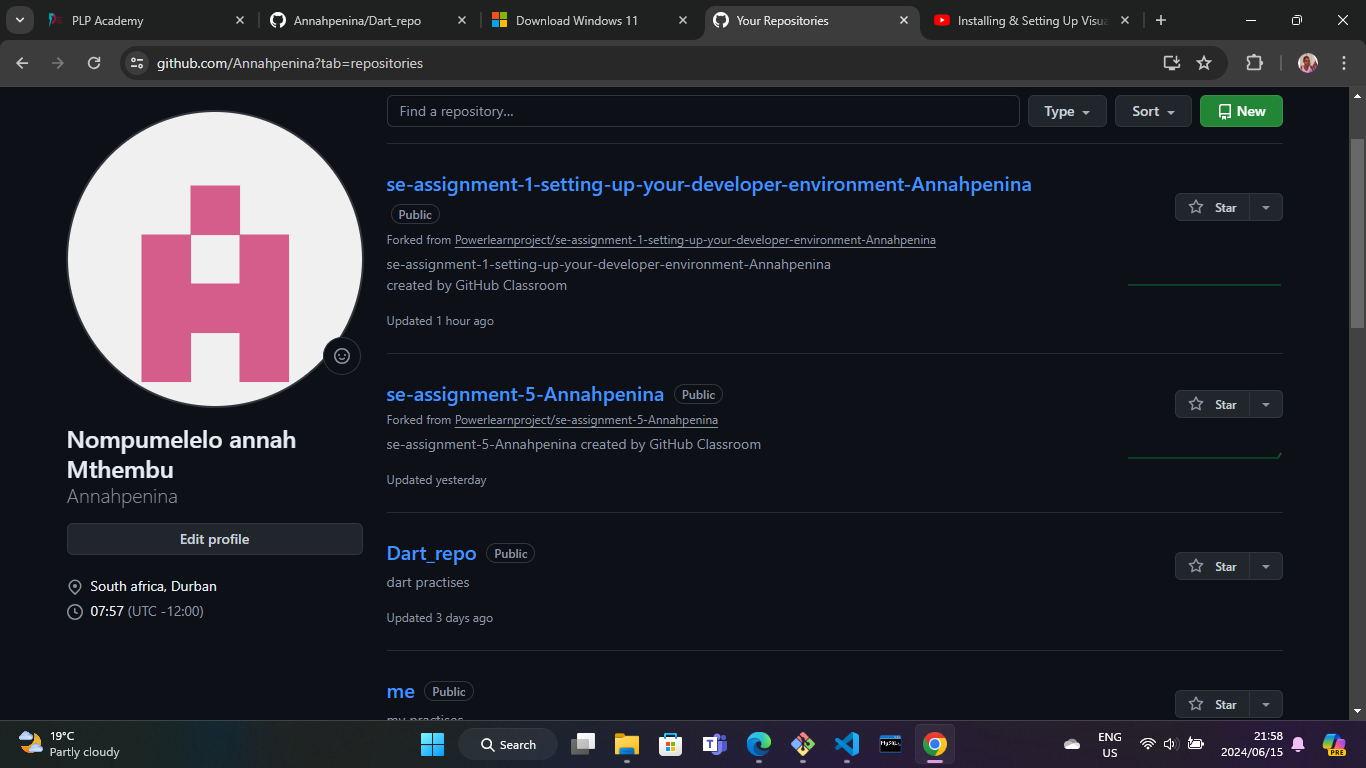 PLP Academy
Annahpenina/Dart_repo
Download Windows 11
Your Repositories
Installing & Setting Up Visua
github.com/Annahpenina?tab=repositories
Find a repository...
Type
Sort
New
se-assignment-1-setting-up-your-developer-environment-Annahpenina
Public
Star
Forked from Powerlearnproject/se-assignment-1-setting-up-your-developer-environment-Annahpenina
se-assignment-1-setting-up-your-developer-environment-Annahpenina
created by GitHub Classroom
Updated 1 hour ago
se-assignment-5-Annahpenina Public
Star
Forked from Powerlearnproject/se-assignment-5-Annahpenina
se-assignment-5-Annahpenina created by GitHub Classroom
Updated yesterday
Dart_repo Public
Star
dart practises
Updated 3 days ago
me Public
Star
my practises
Nompumelelo annah
Mthembu
Annahpenina
Edit profile
South africa, Durban
07:57 (UTC -12:00)
19°C
Partly cloudy
Search
MySQL
ENG
US
21:58
2024/06/15
PRE